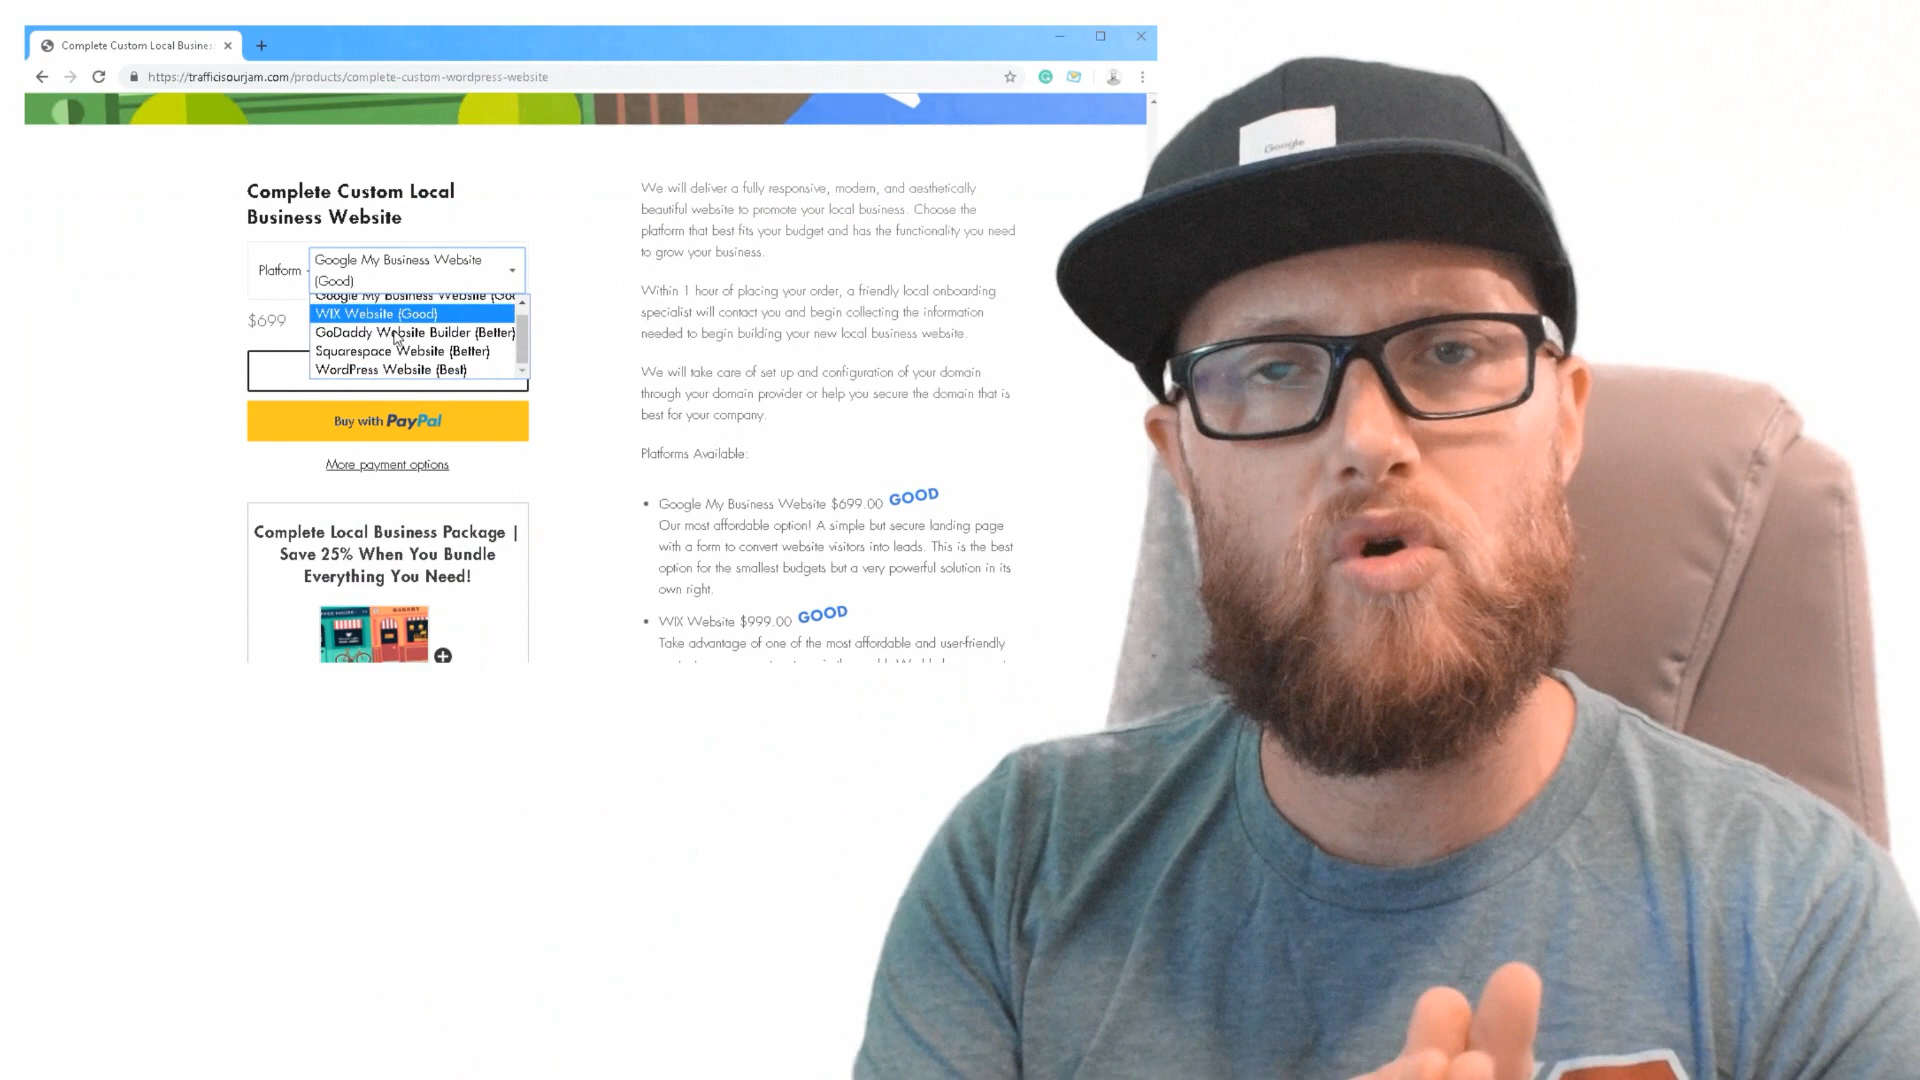 Complete Custom Local Busines
https://trafficisourjam.com/products/complete-custom-wordpress-website
Google
Complete Custom Local
Business Website
Platform -
Google My Business Website
(Good)
Google My Business Website (Goo
WIX Website (Good)
GoDaddy Website Builder (Better)
Squarespace Website (Better)
WordPress Website (Best)
$699
Buy with PayPal
More payment options
Complete Local Business Package |
Save 25% When You Bundle
Everything You Need!
BAKERY
We will deliver a fully responsive, modern, and aesthetically
beautiful website to promote your local business. Choose the
platform that best fits your budget and has the functionality you need
to grow your business.
Within 1 hour of placing your order, a friendly local onboarding
specialist will contact you and begin collecting the information
needed to begin building your new local business website.
We will take care of set up and configuration of your domain
through your domain provider or help you secure the domain that is
best for your company.
Platforms Available:
• Google My Business Website $699.00 GOOD
Our most affordable option! A simple but secure landing page
with a form to convert website visitors into leads. This is the best
option for the smallest budgets but a very powerful solution in its
own right.
• WIX Website $999.00 GOOD
Take advantage of one of the most affordable and user-friendly